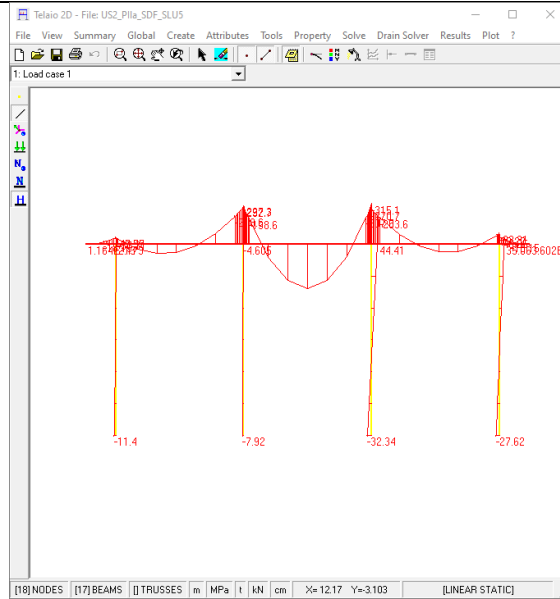 Telaio 2D - File: US2_PIIa_SDF_SLU5
File View Summary Global Create Attributes Tools Property Solve Drain Solver Results Plot ?
1: Load case 1
315.1
4.605
44.41
-11.4
-7.92
-32.34
-27.62
[18] NODES [17] BEAMS [] TRUSSES m MPa t kN cm X= 12.17 Y=-3.103 [LINEAR STATIC]